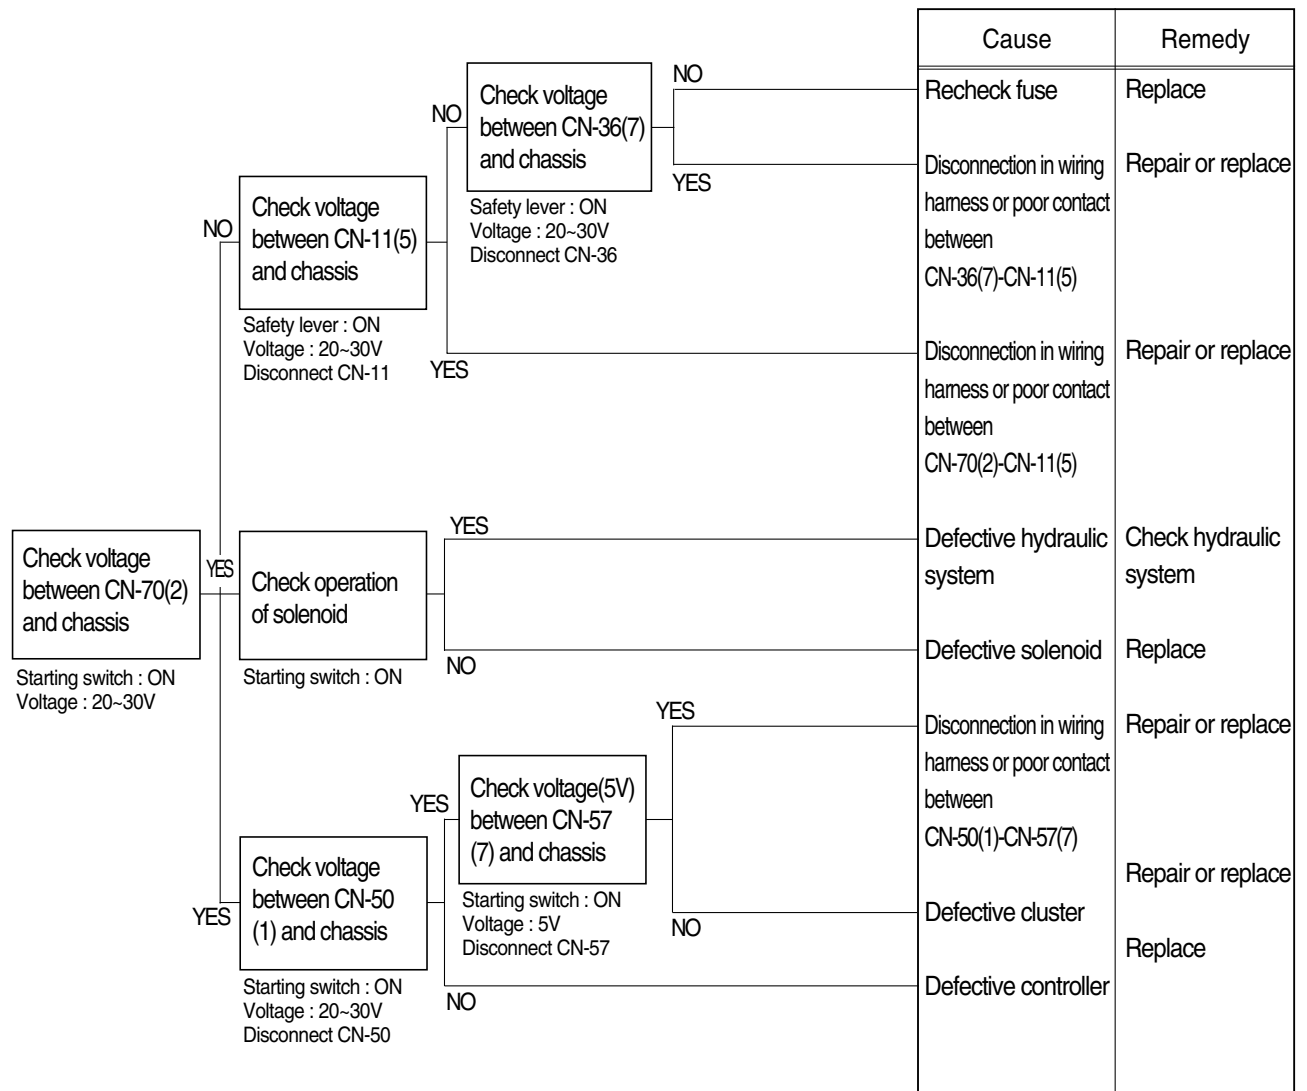 Cause
Remedy
NO
Check voltage
between CN-36(7)
and chassis
NO
YES
Safety lever : ON
Voltage : 20~30V
Disconnect CN-36
NO
Check voltage
between CN-11(5)
and chassis
Safety lever : ON
Voltage : 20~30V
Disconnect CN-11
YES
Recheck fuse
Replace
Disconnection in wiring
harness or poor contact
between
CN-36(7)-CN-11(5)
Repair or replace
Disconnection in wiring
harness or poor contact
between
CN-70(2)-CN-11(5)
Repair or replace
Check voltage
between CN-70(2)
and chassis
Starting switch : ON
Voltage : 20~30V
YES
Check operation
of solenoid
Starting switch : ON
YES
NO
Defective hydraulic
system
Check hydraulic
system
Defective solenoid
Replace
YES
Check voltage
between CN-50
(1) and chassis
Starting switch : ON
Voltage : 20~30V
Disconnect CN-50
YES
NO
Check voltage(5V)
between CN-57
(7) and chassis
Starting switch : ON
Voltage : 5V
Disconnect CN-57
YES
NO
Disconnection in wiring
harness or poor contact
between
CN-50(1)-CN-57(7)
Repair or replace
Repair or replace
Defective cluster
Replace
Defective controller